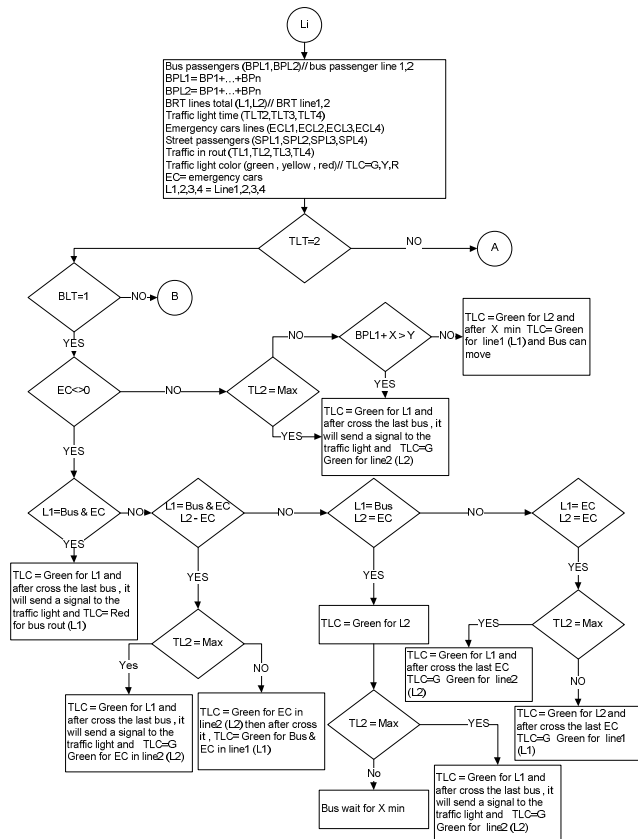 Li
Bus passengers (BPL1,BPL2)// bus passenger line 1,2
BPL1= BP1+...+BPn
BPL2= BP1+...+BPn
BRT lines total (L1,L2)// BRT line1,2
Traffic light time (TLT2,TLT3,TLT4)
Emergency cars lines (ECL1,ECL2,ECL3,ECL4)
Street passengers (SPL1,SPL2,SPL3,SPL4)
Traffic in rout (TL1,TL2,TL3,TL4)
Traffic light color (green , yellow , red)// TLC=G,Y,R
EC= emergency cars
L1,2,3,4 = Line1,2,3,4
TLT=2
NO
A
BLT=1
NO
B
YES
NO
BPL1+ X > Y
NO
TLC = Green for L2 and
after X min TLC= Green
for line1 (L1) and Bus can
move
EC<>0
NO
TL2 = Max
YES
YES
TLC = Green for L1 and
after cross the last bus , it
will send a signal to the
traffic light and TLC=G
Green for line2 (L2)
YES
L1=Bus & EC
NO
L1= Bus & EC
L2 - EC
NO
L1= Bus
L2 = EC
NO
L1= EC
L2 = EC
YES
TLC = Green for L1 and
after cross the last bus , it
will send a signal to the
traffic light and TLC= Red
for bus rout (L1)
YES
YES
YES
TLC = Green for L2
TL2 = Max
Yes
NO
TL2 = Max
YES
NO
TLC = Green for L1 and
after cross the last EC
TLC=G Green for line2
(L2)
TLC = Green for L1 and
after cross the last bus , it
will send a signal to the
traffic light and TLC=G
Green for EC in line2 (L2)
TLC = Green for EC in
line2 (L2) then after cross
it , TLC= Green for Bus &
EC in line1 (L1)
TL2 = Max
YES
No
TLC = Green for L2 and
after cross the last EC
TLC=G Green for line1
(L1)
Bus wait for X min
TLC = Green for L1 and
after cross the last bus , it
will send a signal to the
traffic light and TLC=G
Green for line2 (L2)